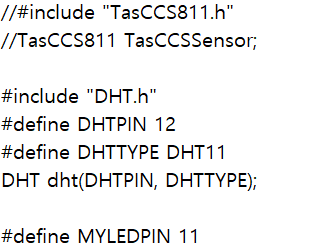 //#include "TasCCS811.h"
//TasCCS811 TasCCSSensor;

#include "DHT.h"
#define DHTPIN 12
#define DHTTYPE DHT11
DHT dht(DHTPIN, DHTTYPE);

#define MYLEDPIN 11